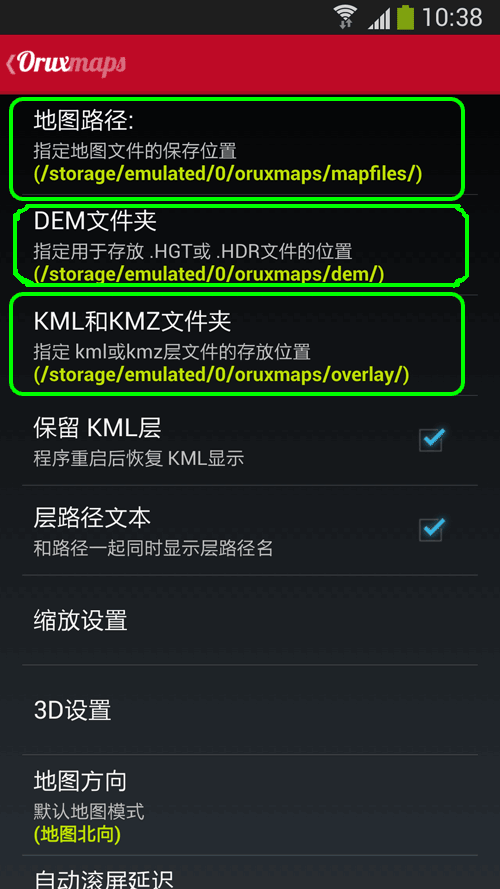 10:38
Oruxmaps
地图路径:
指定地图文件的保存位置
(/storage/emulated/0/oruxmaps/mapfiles/)
DEM文件夹
指定用于存放 .HGT或 .HDR文件的位置
(/storage/emulated/0/oruxmaps/dem/)
KML和KMZ文件夹
指定 kml或kmz层文件的存放位置
(/storage/emulated/0/oruxmaps/overlay/)
保留 KML层
程序重启后恢复 KML显示
层路径文本
和路径一起同时显示层路径名
缩放设置
3D设置
地图方向
默认地图模式
(地图北向)
自动滚屏延迟